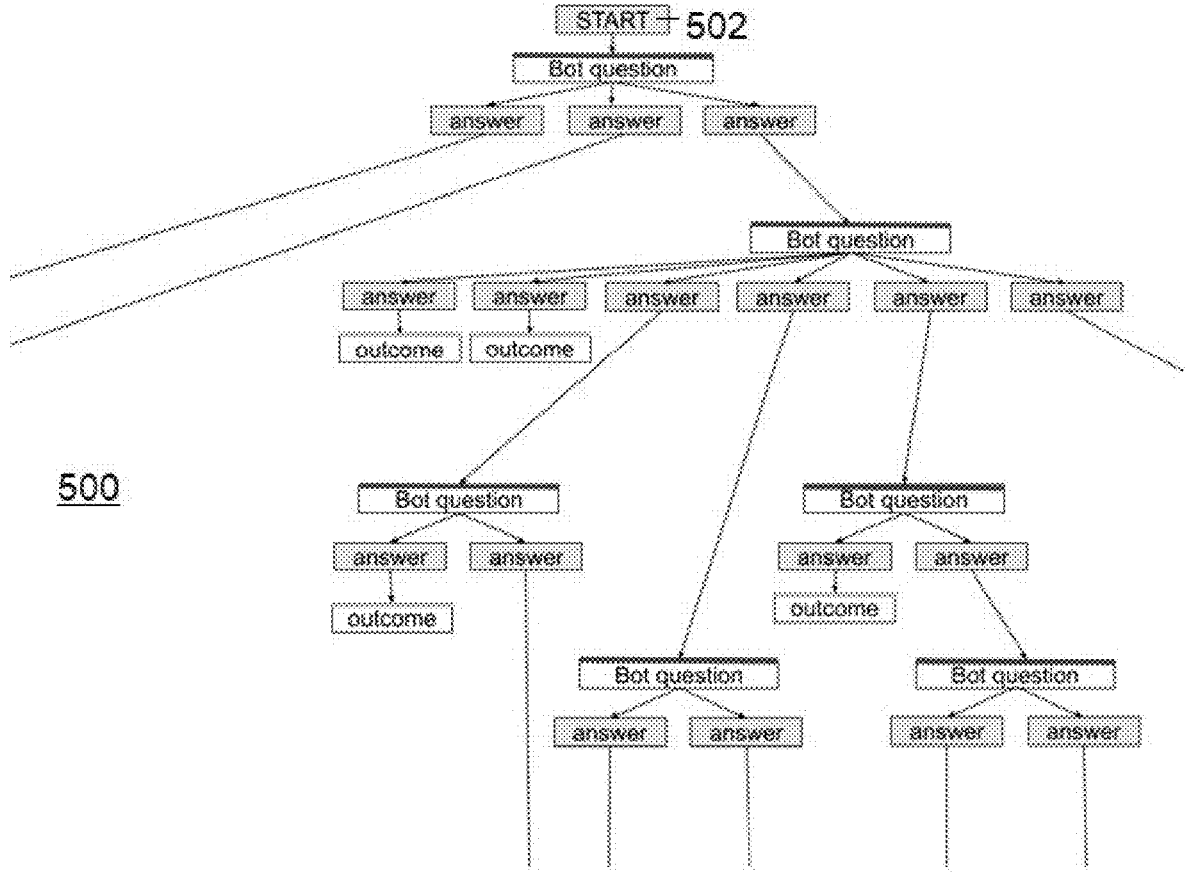 START 502
Bot question
answer answer answer
Bot question
answer answer answer answer answer answer
outcome outcome
500
Bot question Bot question
answer answer answer answer
outcome outcome
Bot question Bot question
answer answer answer answer